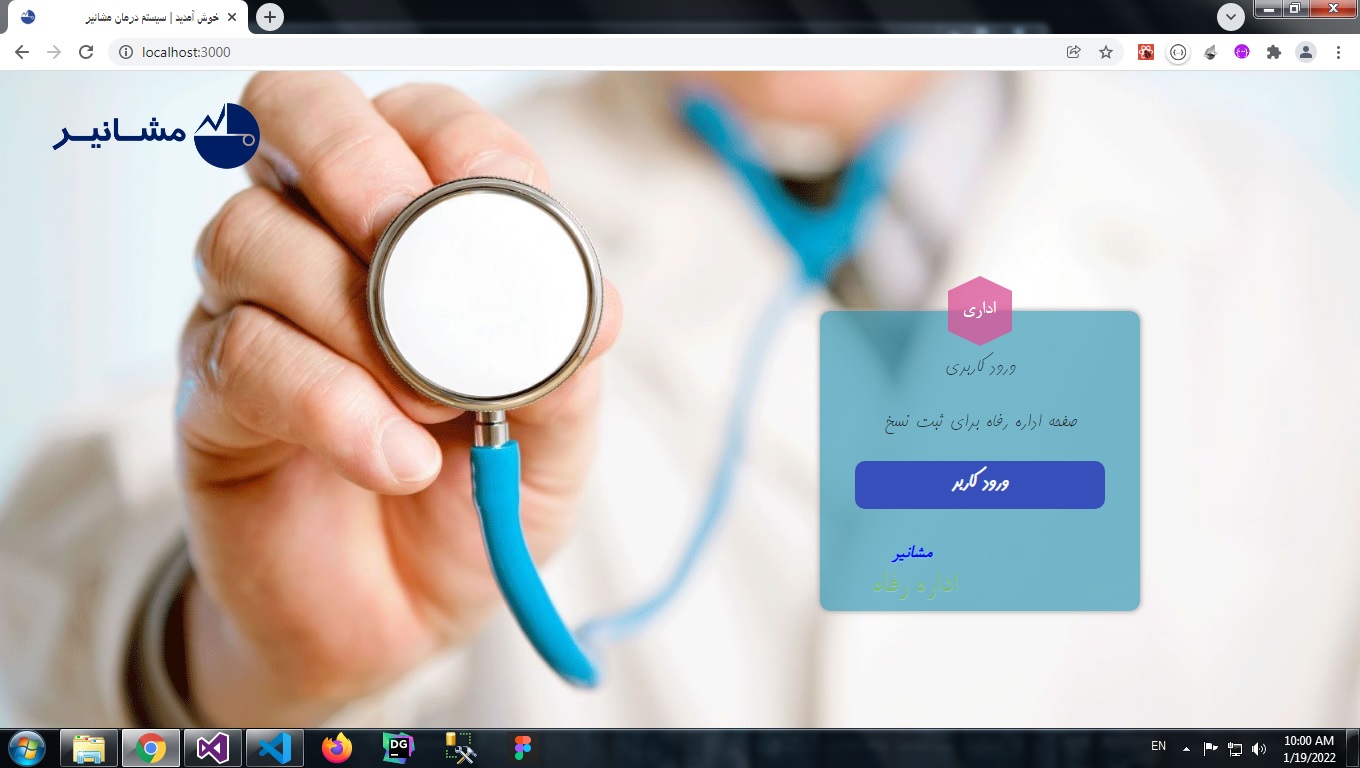 خوش آمدید | سیستم درمان مشانیر
localhost:3000
مشانیر
اداری
ورود کاربری
صفحه اداره رفاه برای ثبت نسخ
ورود کاربر
مشانیر
اداره رفاه
DG
EN
10:00 AM
1/19/2022